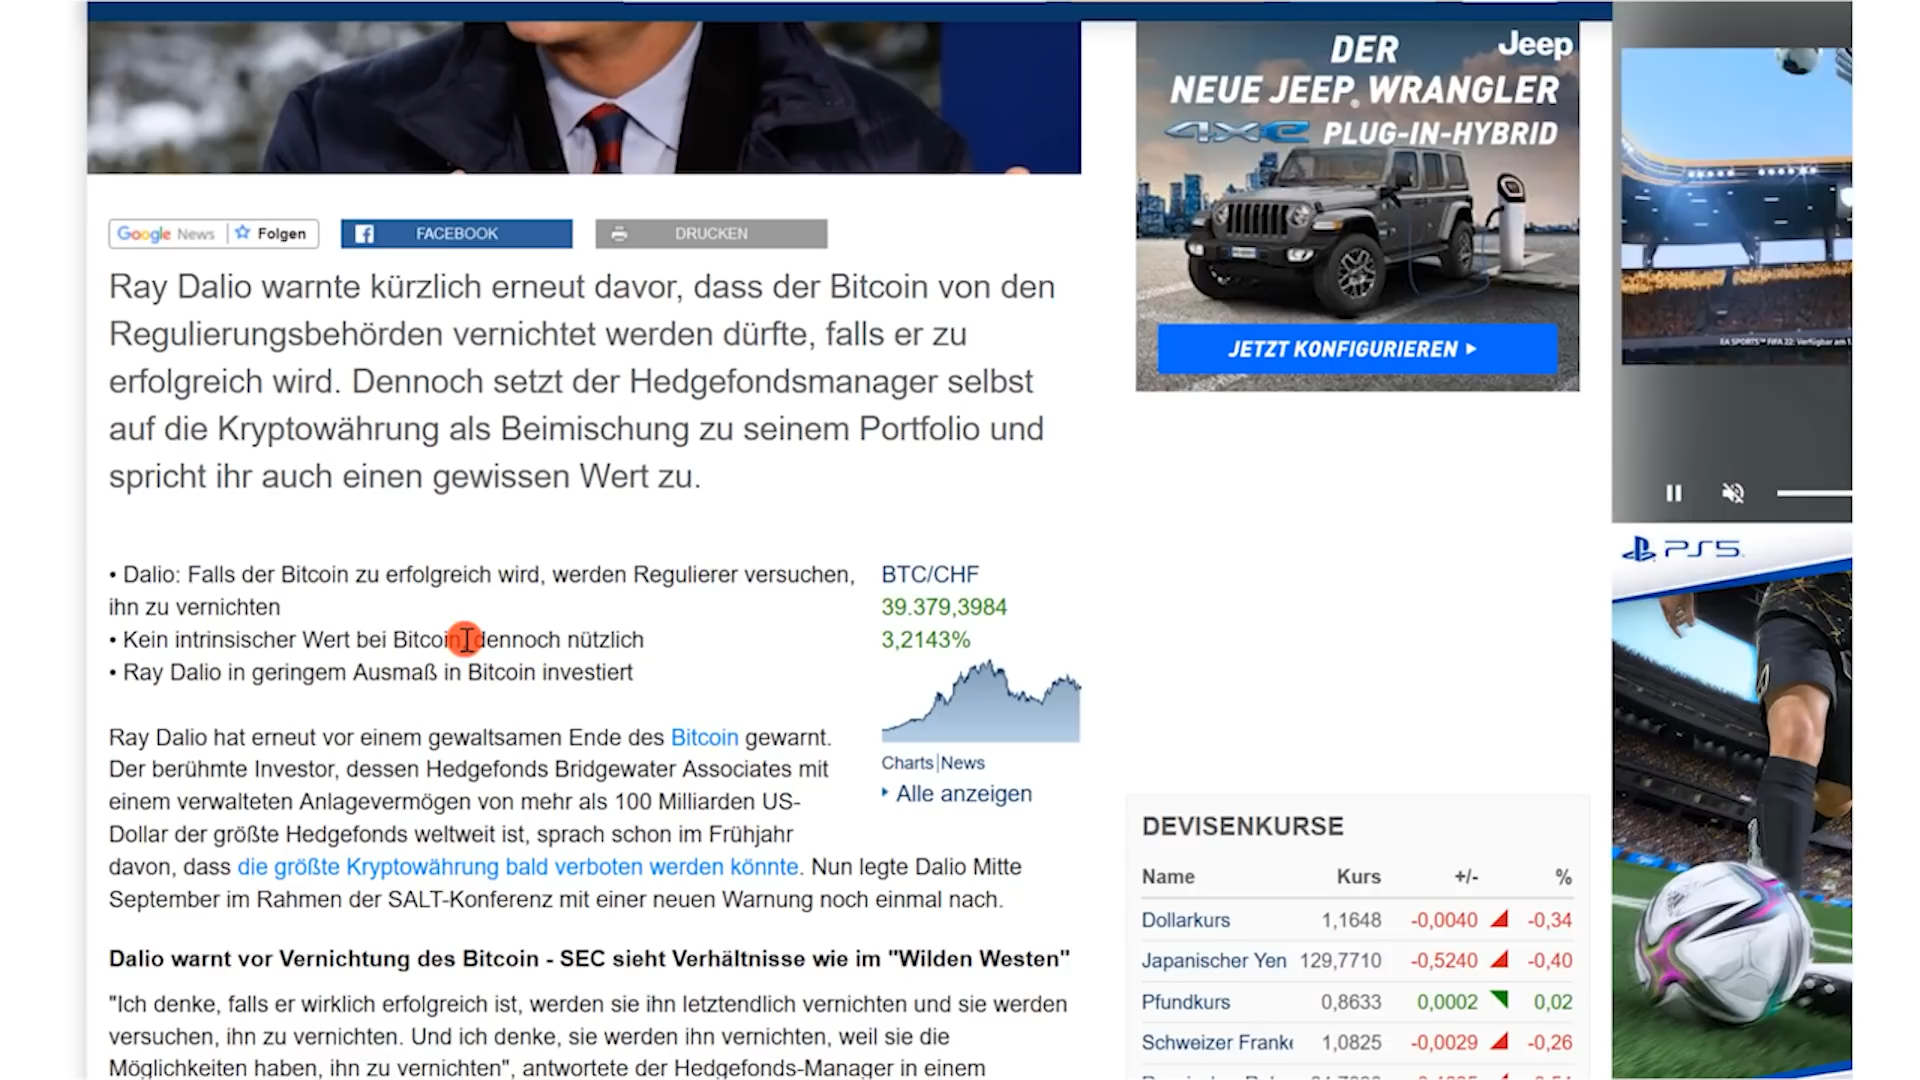 DER
Jeep
NEUE JEEP® WRANGLER
4xe PLUG-IN-HYBRID
JETZT KONFIGURIEREN
EA SPORTS™ FIFA 22: Verfügbar am
Google News
Folgen
FACEBOOK
DRUCKEN
Ray Dalio warnte kürzlich erneut davor, dass der Bitcoin von den
Regulierungsbehörden vernichtet werden dürfte, falls er zu
erfolgreich wird. Dennoch setzt der Hedgefondsmanager selbst
auf die Kryptowährung als Beimischung zu seinem Portfolio und
spricht ihr auch einen gewissen Wert zu.
• Dalio: Falls der Bitcoin zu erfolgreich wird, werden Regulierer versuchen,
ihn zu vernichten
• Kein intrinsischer Wert bei Bitcoin, dennoch nützlich
• Ray Dalio in geringem Ausmaß in Bitcoin investiert
BTC/CHF
39.379,3984
3,2143%
Charts|News
Alle anzeigen
Ray Dalio hat erneut vor einem gewaltsamen Ende des Bitcoin gewarnt.
Der berühmte Investor, dessen Hedgefonds Bridgewater Associates mit
einem verwalteten Anlagevermögen von mehr als 100 Milliarden US-
Dollar der größte Hedgefonds weltweit ist, sprach schon im Frühjahr
davon, dass die größte Kryptowährung bald verboten werden könnte. Nun legte Dalio Mitte
September im Rahmen der SALT-Konferenz mit einer neuen Warnung noch einmal nach.
Dalio warnt vor Vernichtung des Bitcoin - SEC sieht Verhältnisse wie im "Wilden Westen"
"Ich denke, falls er wirklich erfolgreich ist, werden sie ihn letztendlich vernichten und sie werden
versuchen, ihn zu vernichten. Und ich denke, sie werden ihn vernichten, weil sie die
Möglichkeiten haben, ihn zu vernichten", antwortete der Hedgefonds-Manager in einem
DEVISENKURSE
Name Kurs +/- %
Dollarkurs 1,1648 -0,0040 -0,34
Japanischer Yen 129,7710 -0,5240 -0,40
Pfundkurs 0,8633 0,0002 0,02
Schweizer Franke 1,0825 -0,0029 -0,26
PS5